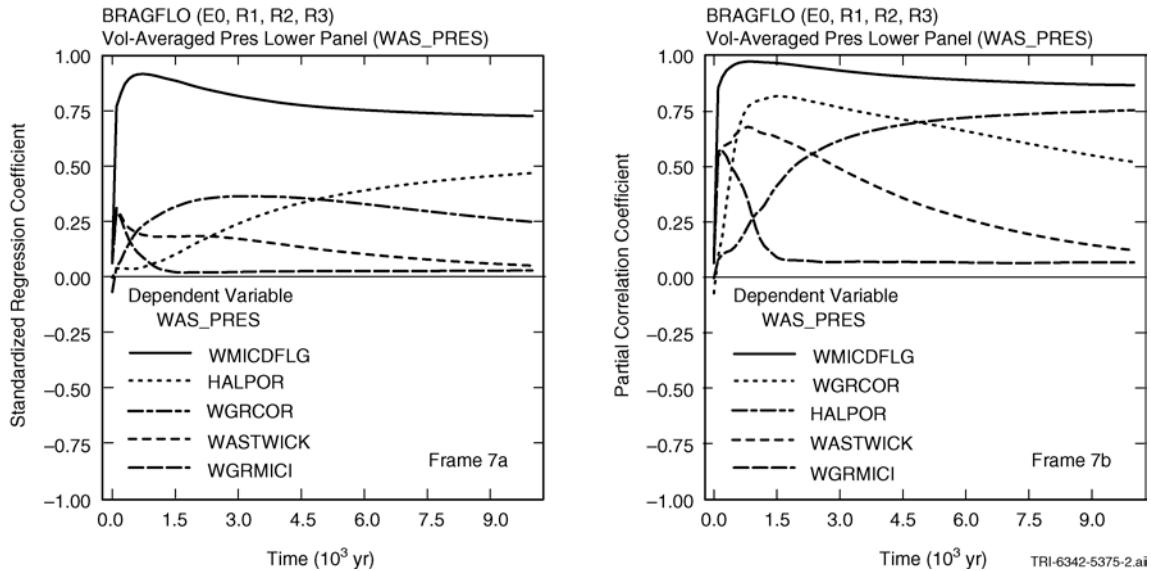 BRAGFLO (E0, R1, R2, R3)
Vol-Averaged Pres Lower Panel (WAS_PRES)
Standardized Regression Coefficient
1.00
0.75
0.50
0.25
0.00
−0.25
−0.50
−0.75
−1.00
Dependent Variable
WAS_PRES
WMICDFLG
HALPOR
WGRCOR
WASTWICK
WGRMICI
Frame 7a
0.0 1.5 3.0 4.5 6.0 7.5 9.0
Time (10³ yr)
BRAGFLO (E0, R1, R2, R3)
Vol-Averaged Pres Lower Panel (WAS_PRES)
Partial Correlation Coefficient
1.00
0.75
0.50
0.25
0.00
−0.25
−0.50
−0.75
−1.00
Dependent Variable
WAS_PRES
WMICDFLG
WGRCOR
HALPOR
WASTWICK
WGRMICI
Frame 7b
0.0 1.5 3.0 4.5 6.0 7.5 9.0
Time (10³ yr)
TRI-6342-5375-2.ai